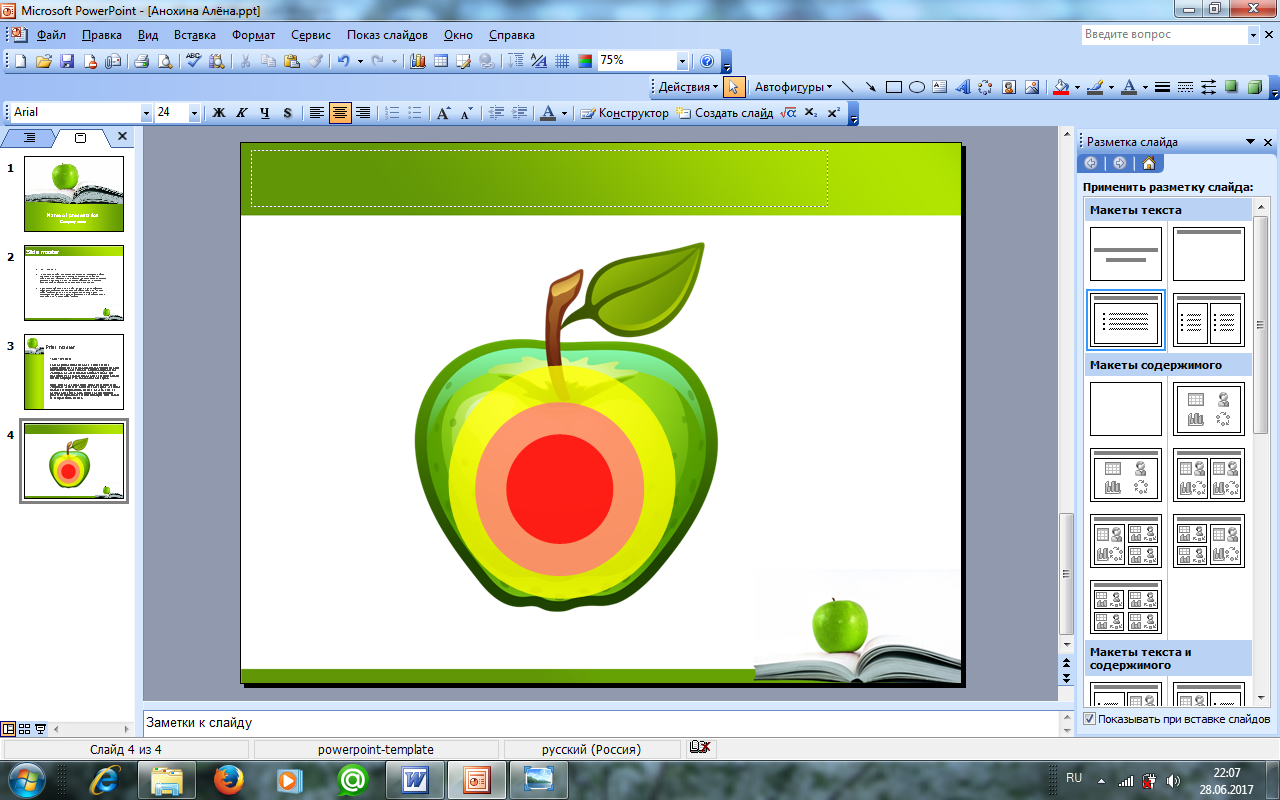 Microsoft PowerPoint - [Анохина Алёна.ppt]
Файл Правка Вид Вставка Формат Сервис Показ слайдов Окно Справка
Введите вопрос
75%
Действия Автофигуры
Arial 24 Ж К Ч S Конструктор Создать слайд
Разметка слайда
Применить разметку слайда:
Макеты текста
1
2
Slide master
3
4
Макеты содержимого
Макеты текста и
содержимого
Показывать при вставке слайдов
Заметки к слайду
Слайд 4 из 4 powerpoint-template русский (Россия)
RU
22:07
28.06.2017